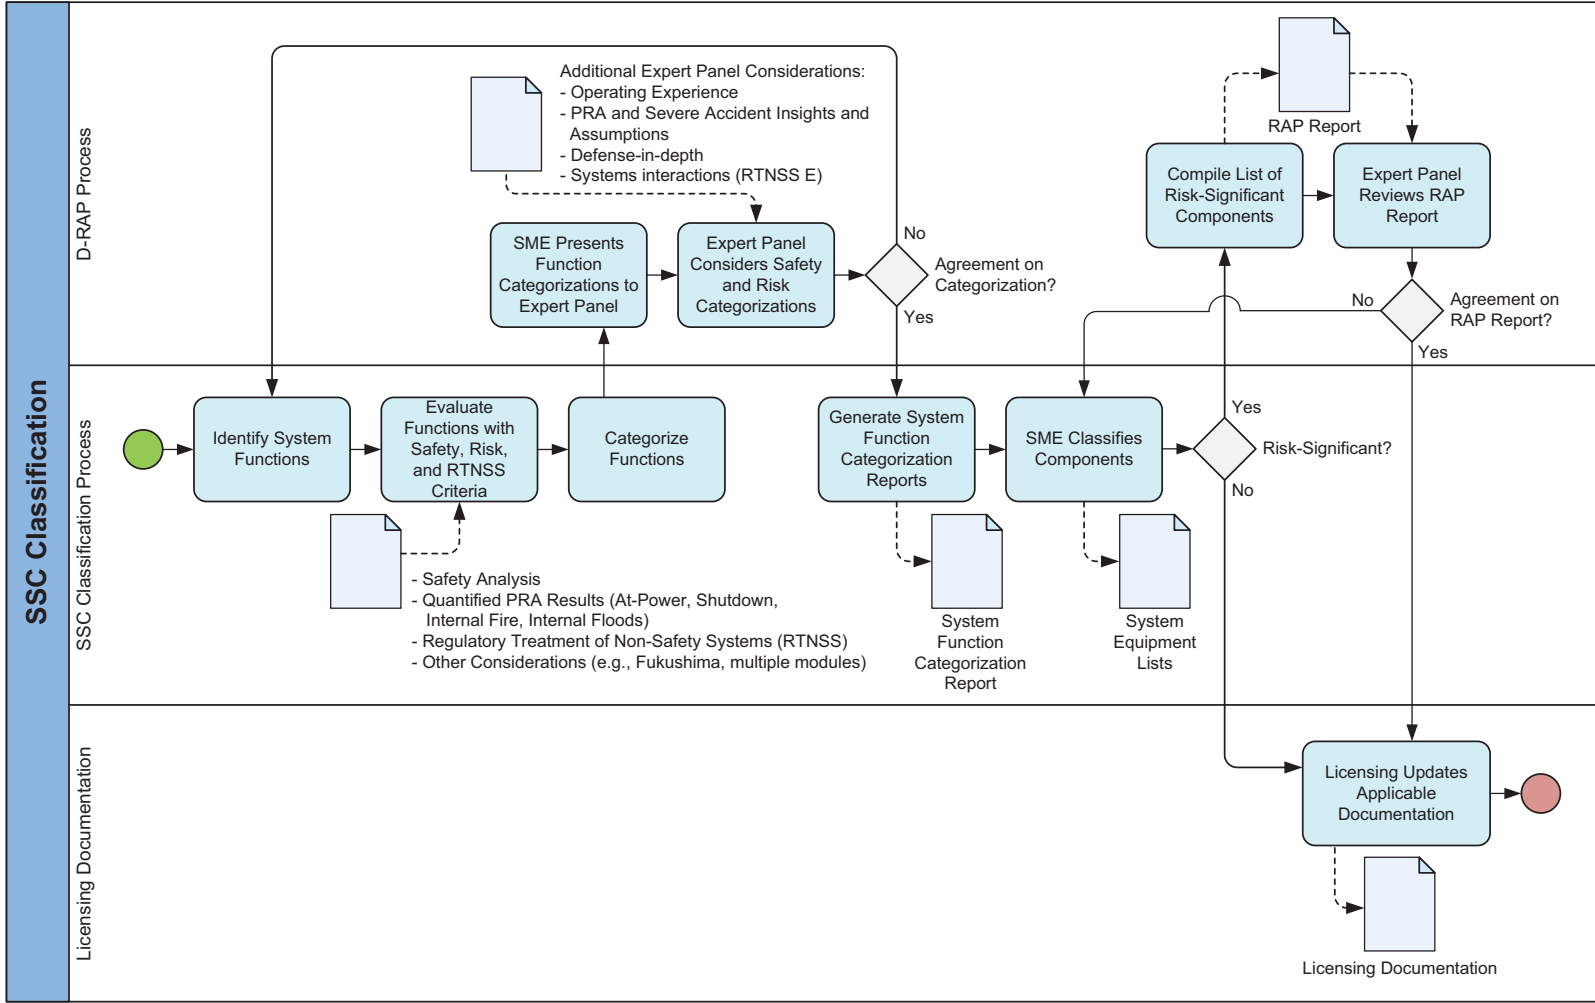 SSC Classification
D-RAP Process
Additional Expert Panel Considerations:
- Operating Experience
- PRA and Severe Accident Insights and
Assumptions
- Defense-in-depth
- Systems interactions (RTNSS E)
SME Presents
Function
Categorizations to
Expert Panel
Expert Panel
Considers Safety
and Risk
Categorizations
No
Agreement on
Categorization?
Yes
RAP Report
Compile List of
Risk-Significant
Components
Expert Panel
Reviews RAP
Report
No
Agreement on
RAP Report?
Yes
SSC Classification Process
Identify System
Functions
Evaluate
Functions with
Safety, Risk,
and RTNSS
Criteria
Categorize
Functions
Generate System
Function
Categorization
Reports
SME Classifies
Components
Yes
Risk-Significant?
No
- Safety Analysis
- Quantified PRA Results (At-Power, Shutdown,
Internal Fire, Internal Floods)
- Regulatory Treatment of Non-Safety Systems (RTNSS)
- Other Considerations (e.g., Fukushima, multiple modules)
System
Function
Categorization
Report
System
Equipment
Lists
Licensing Documentation
Licensing Updates
Applicable
Documentation
Licensing Documentation